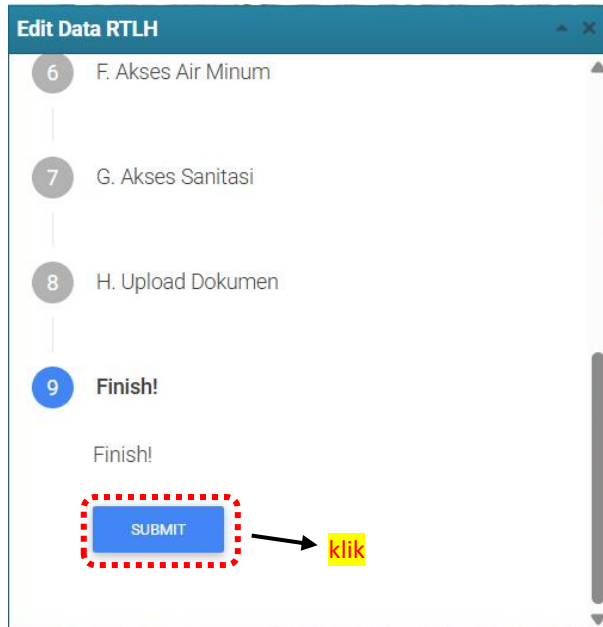 Edit Data RTLH
6 F. Akses Air Minum
7 G. Akses Sanitasi
8 H. Upload Dokumen
9 Finish!
Finish!
SUBMIT
klik